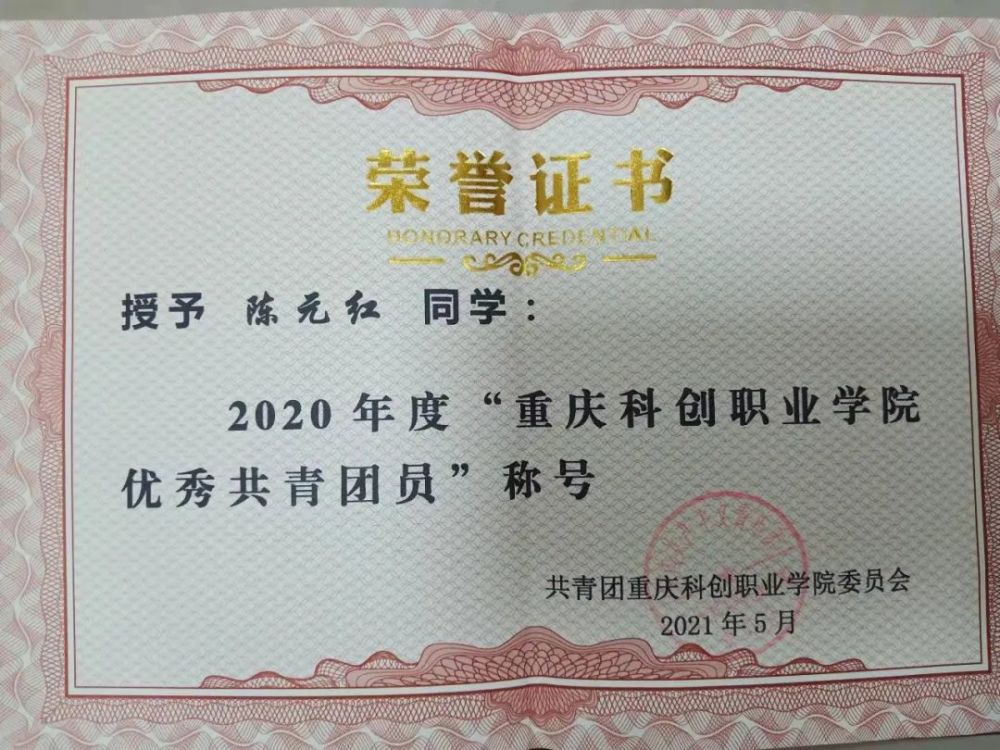 荣誉证书
HONORARY CREDENTIAL
授予 陈元红 同学：
2020 年度“重庆科创职业学院
优秀共青团员”称号
共青团重庆科创职业学院委员会
2021 年 5 月